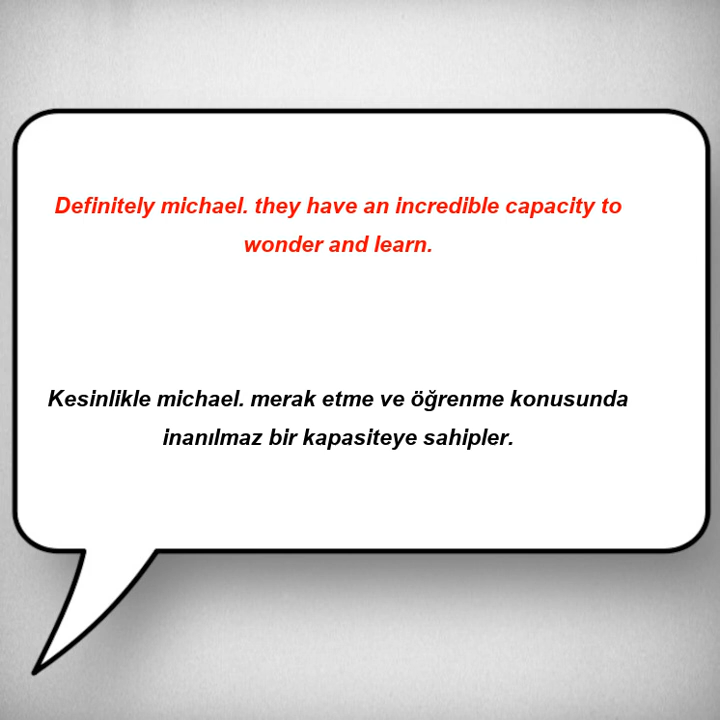 Definitely michael. they have an incredible capacity to
wonder and learn.
Kesinlikle michael. merak etme ve öğrenme konusunda
inanılmaz bir kapasiteye sahipler.